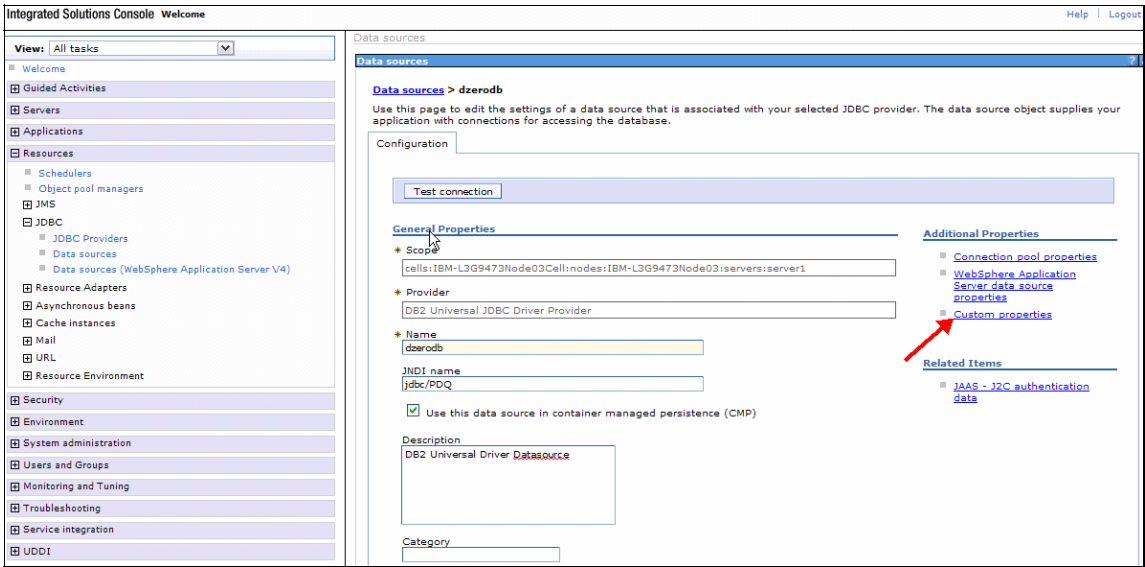 Integrated Solutions Console Welcome
Help | Logout
View: All tasks
Welcome
Guided Activities
Servers
Applications
Resources
Schedulers
Object pool managers
JMS
JDBC
JDBC Providers
Data sources
Data sources (WebSphere Application Server V4)
Resource Adapters
Asynchronous beans
Cache instances
Mail
URL
Resource Environment
Security
Environment
System administration
Users and Groups
Monitoring and Tuning
Troubleshooting
Service integration
UDDI
Data sources
Data sources ?
Data sources > dzerodb
Use this page to edit the settings of a data source that is associated with your selected JDBC provider. The data source object supplies your
application with connections for accessing the database.
Configuration
Test connection
General Properties
* Scope
cells:IBM-L3G9473Node03Cell:nodes:IBM-L3G9473Node03:servers:server1
* Provider
DB2 Universal JDBC Driver Provider
* Name
dzerodb
JNDI name
jdbc/PDQ
Use this data source in container managed persistence (CMP)
Description
DB2 Universal Driver Datasource
Category
Additional Properties
Connection pool properties
WebSphere Application
Server data source
properties
Custom properties
Related Items
JAAS - J2C authentication
data